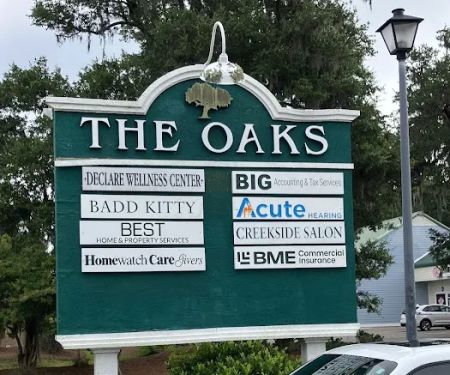 THE OAKS
DECLARE WELLNESS CENTER
BADD KITTY
BEST
HOME & PROPERTY SERVICES
Homewatch CareGivers
BIG Accounting & Tax Services
Acute HEARING
CREEKSIDE SALON
BME Commercial
Insurance